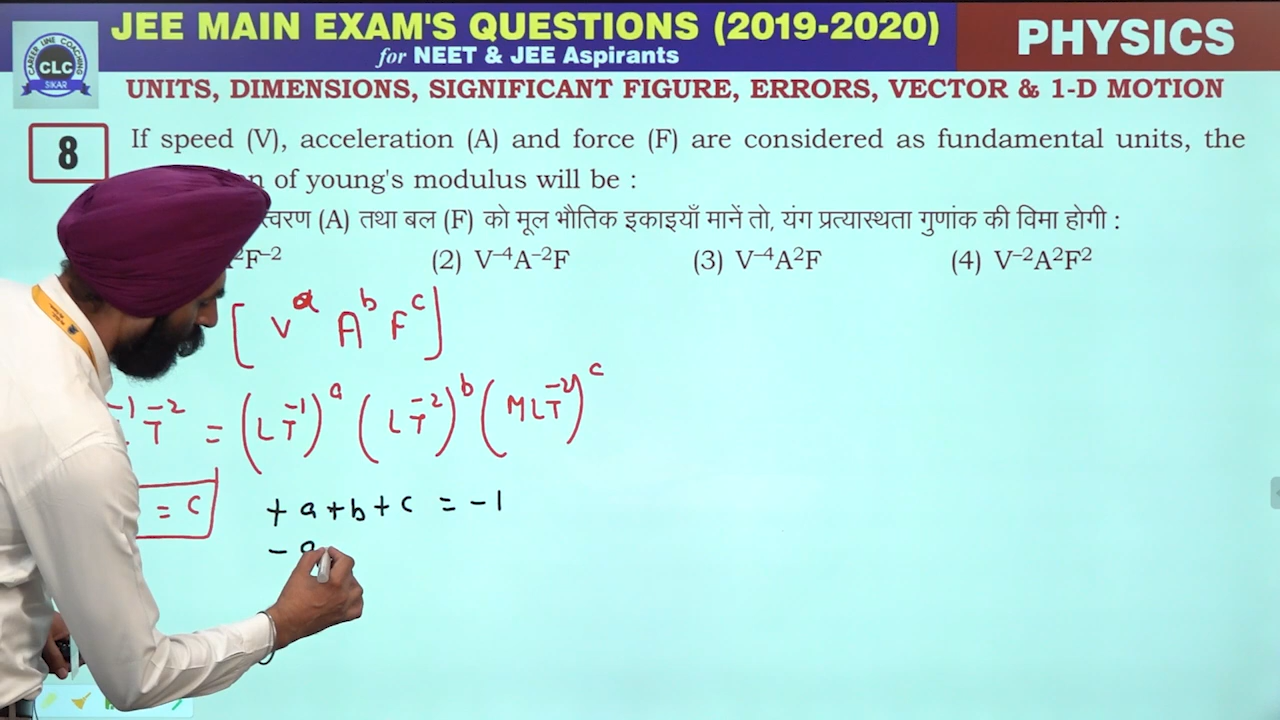 JEE MAIN EXAM'S QUESTIONS (2019-2020)
for NEET & JEE Aspirants
PHYSICS
CAREER LINE COACHING
CLC
SIKAR
UNITS, DIMENSIONS, SIGNIFICANT FIGURE, ERRORS, VECTOR & 1-D MOTION
8
If speed (V), acceleration (A) and force (F) are considered as fundamental units, the
of young's modulus will be :
(A) तथा बल (F) को मूल भौतिक इकाइयाँ मानें तो, यंग प्रत्यास्थता गुणांक की विमा होगी :
F⁻² (2) V⁻⁴A⁻²F (3) V⁻⁴A²F (4) V⁻²A²F²
[ V^a A^b F^c ]
T⁻² = (LT⁻¹)^a (LT⁻²)^b (MLT⁻²)^c
= c
+a+b+c = -1